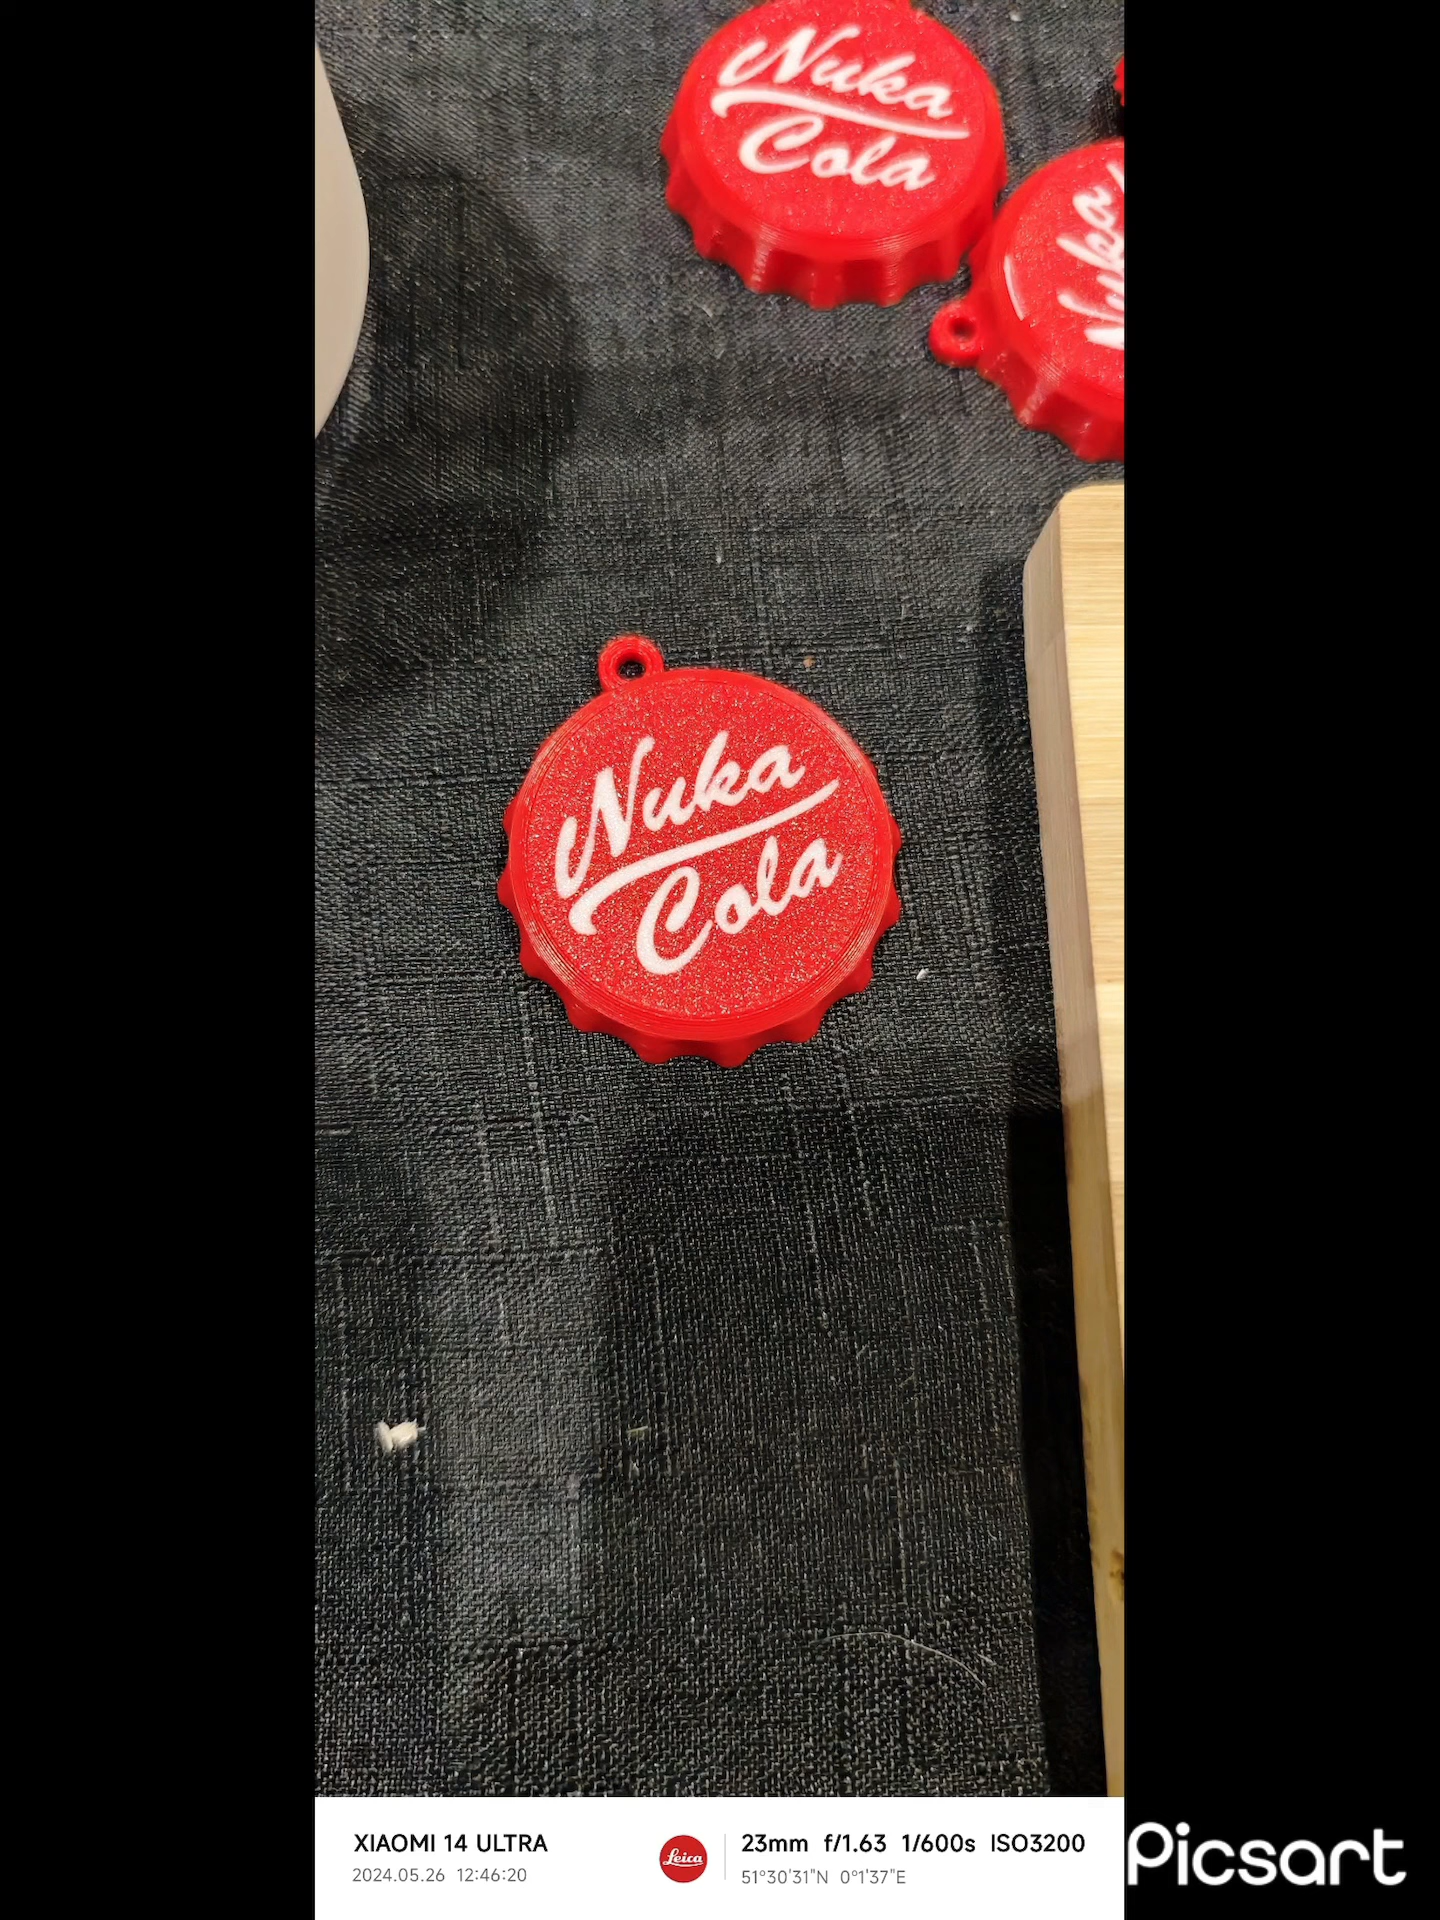 Nuka
Cola
Nuka
Nuka
Cola
XIAOMI 14 ULTRA
2024.05.26 12:46:20
Leica
23mm f/1.63 1/600s ISO3200
51°30'31"N 0°1'37"E
Picsart